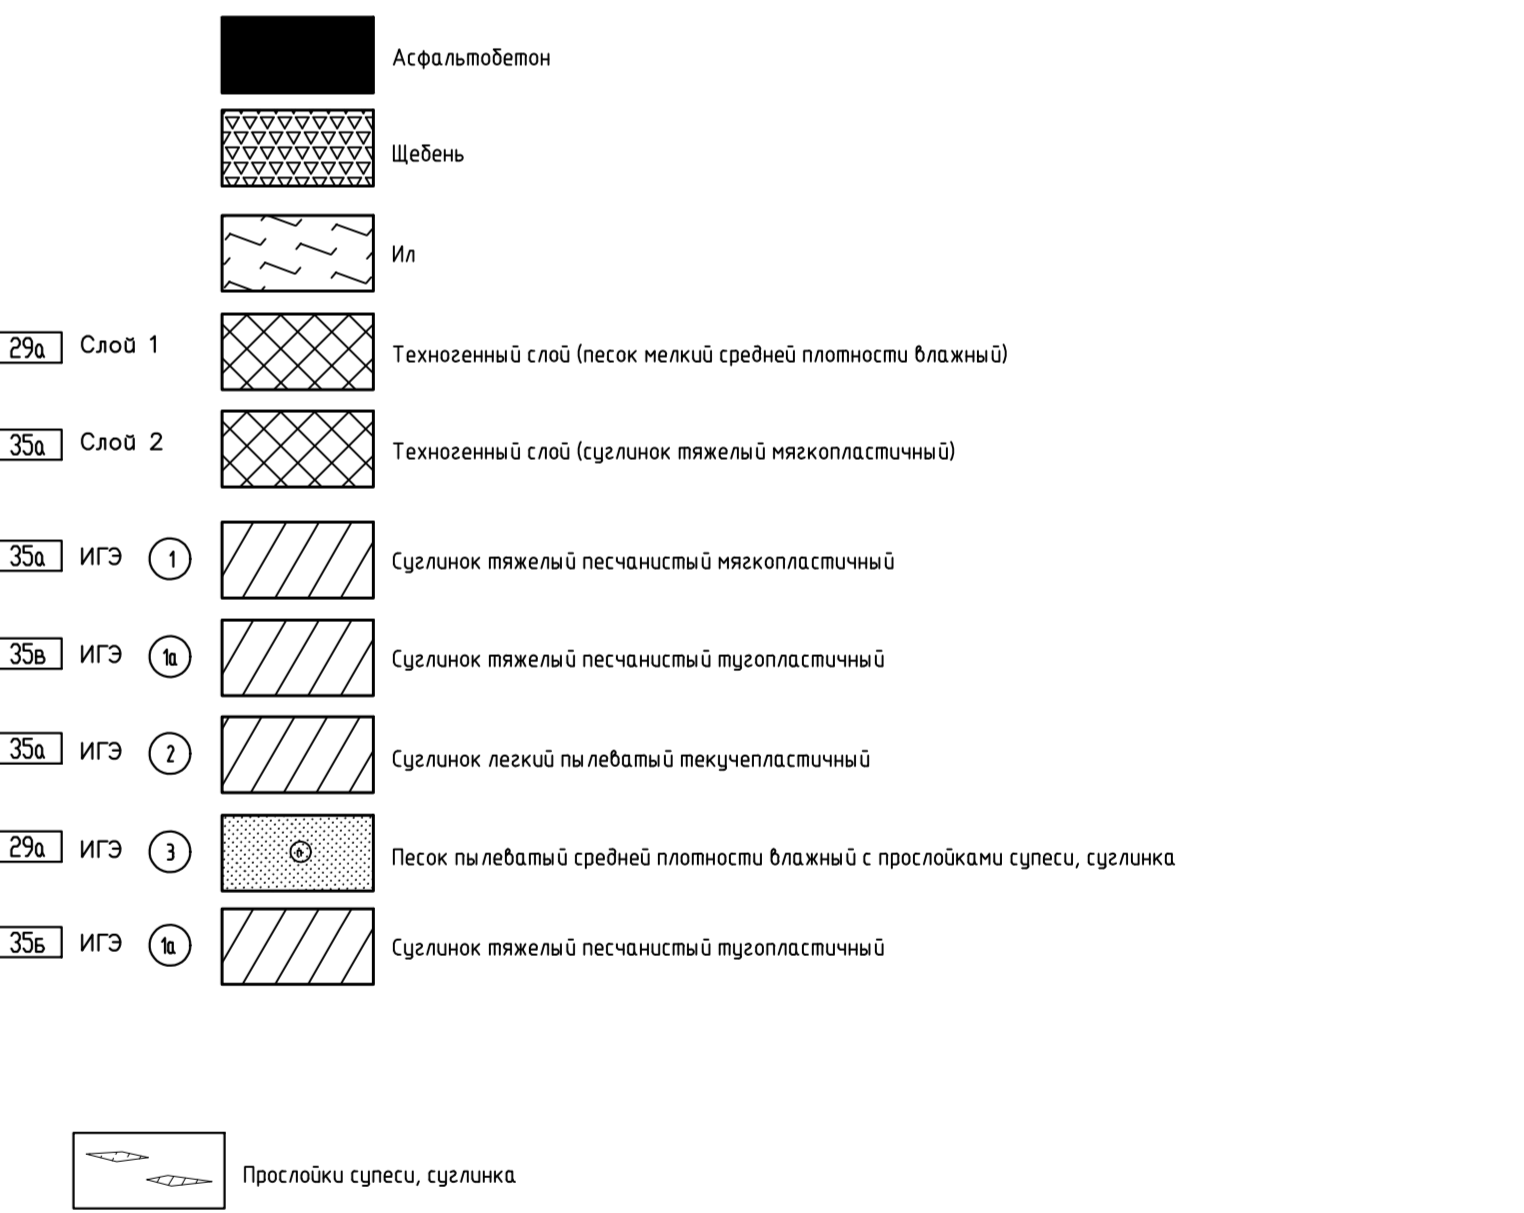 Асфальтобетон
Щебень
Ил
29а Слой 1 Техногенный слой (песок мелкий средней плотности влажный)
35а Слой 2 Техногенный слой (суглинок тяжелый мягкопластичный)
35а ИГЭ 1 Суглинок тяжелый песчанистый мягкопластичный
35в ИГЭ 1а Суглинок тяжелый песчанистый тугопластичный
35а ИГЭ 2 Суглинок легкий пылеватый текучепластичный
29а ИГЭ 3 п Песок пылеватый средней плотности влажный с прослойками супеси, суглинка
35Б ИГЭ 1а Суглинок тяжелый песчанистый тугопластичный
Прослойки супеси, суглинка